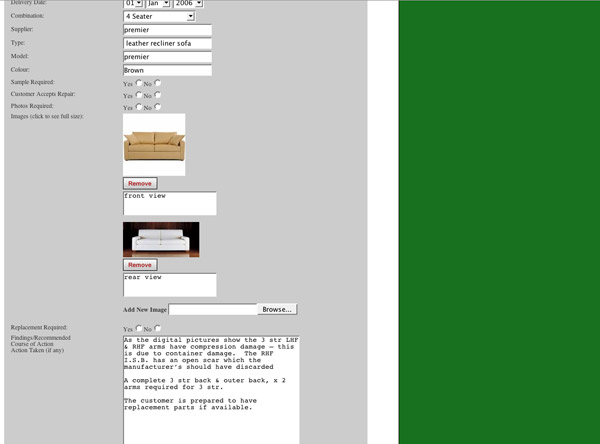 Delivery Date: 01 Jan 2006
Combination: 4 Seater
Supplier: premier
Type: leather recliner sofa
Model: premier
Colour: Brown
Sample Required: Yes No
Customer Accepts Repair: Yes No
Photos Required: Yes No
Images (click to see full size):
Remove
front view
Remove
rear view
Add New Image Browse...
Replacement Required: Yes No
Findings/Recommended
Course of Action
Action Taken (if any)
As the digital pictures show the 3 str LHF
& RHF arms have compression damage – this
is due to container damage. The RHF
I.S.B. has an open scar which the
manufacturer's should have discarded
A complete 3 str back & outer back, x 2
arms required for 3 str.
The customer is prepared to have
replacement parts if available.